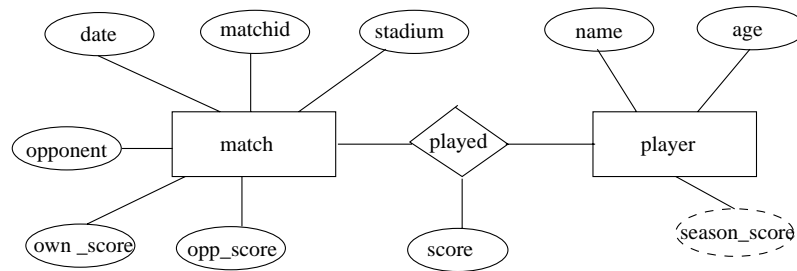 date
matchid
stadium
name
age
opponent
match
played
player
own _score
opp_score
score
season_score